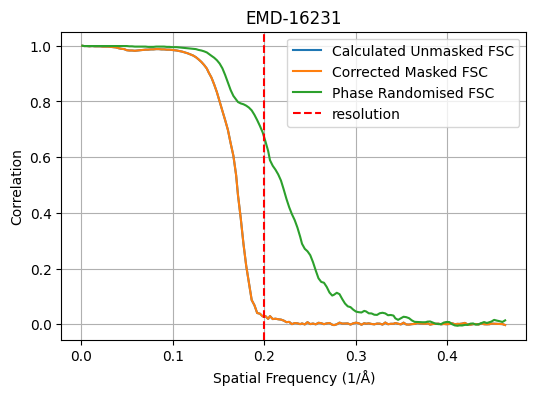 EMD-16231
1.0
0.8
0.6
0.4
0.2
0.0
Correlation
Calculated Unmasked FSC
Corrected Masked FSC
Phase Randomised FSC
resolution
0.0 0.1 0.2 0.3 0.4
Spatial Frequency (1/Å)